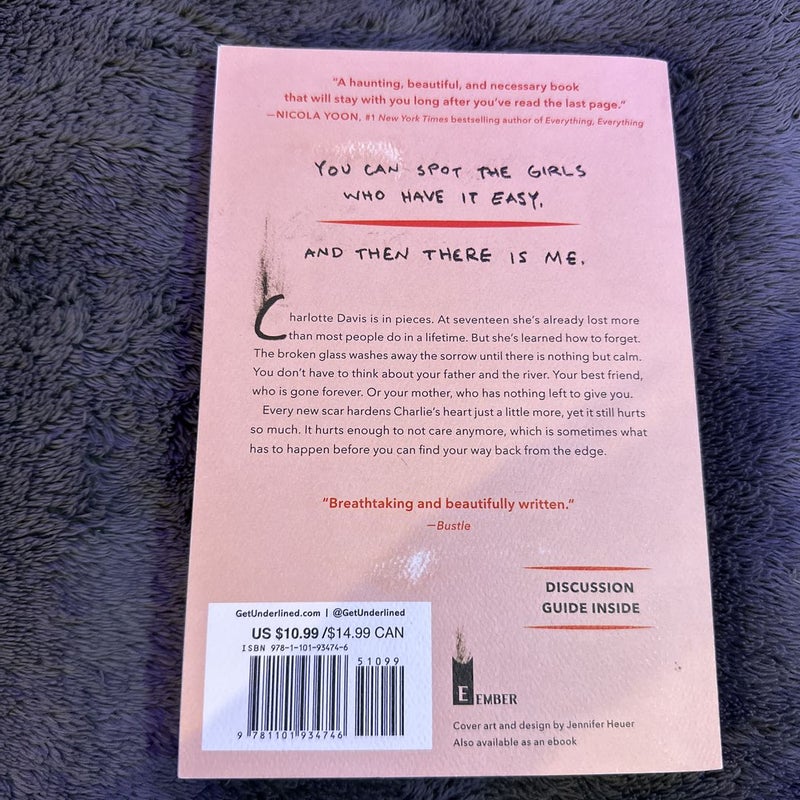 "A haunting, beautiful, and necessary book
that will stay with you long after you've read the last page."
—NICOLA YOON, #1 New York Times bestselling author of Everything, Everything
YOU CAN SPOT THE GIRLS
WHO HAVE IT EASY.
AND THEN THERE IS ME.
Charlotte Davis is in pieces. At seventeen she's already lost more
than most people do in a lifetime. But she's learned how to forget.
The broken glass washes away the sorrow until there is nothing but calm.
You don't have to think about your father and the river. Your best friend,
who is gone forever. Or your mother, who has nothing left to give you.
Every new scar hardens Charlie's heart just a little more, yet it still hurts
so much. It hurts enough to not care anymore, which is sometimes what
has to happen before you can find your way back from the edge.
"Breathtaking and beautifully written."
—Bustle
DISCUSSION
GUIDE INSIDE
GetUnderlined.com | @GetUnderlined
US $10.99 /$14.99 CAN
ISBN 978-1-101-93474-6
51099
9 781101 934746
E EMBER
Cover art and design by Jennifer Heuer
Also available as an ebook